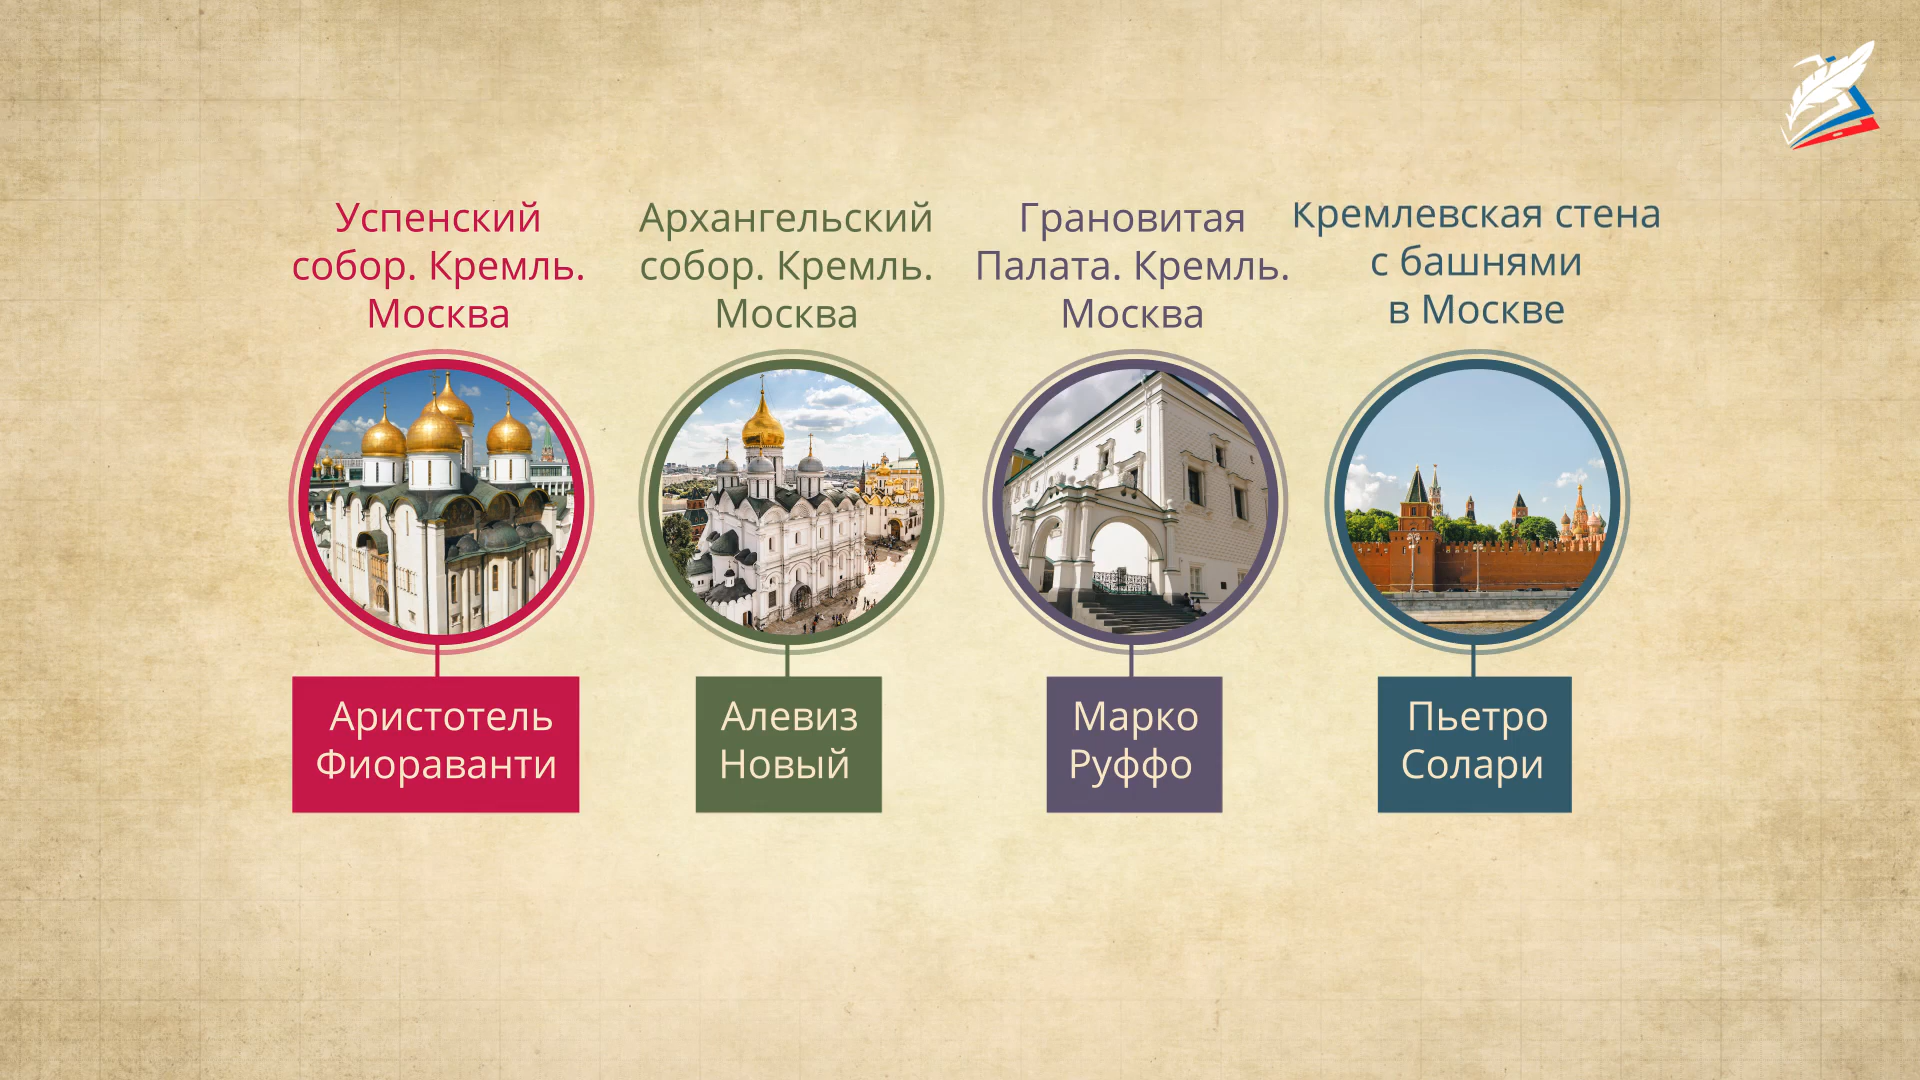 Успенский
собор. Кремль.
Москва
Архангельский
собор. Кремль.
Москва
Грановитая
Палата. Кремль.
Москва
Кремлевская стена
с башнями
в Москве
Аристотель
Фиораванти
Алевиз
Новый
Марко
Руффо
Пьетро
Солари